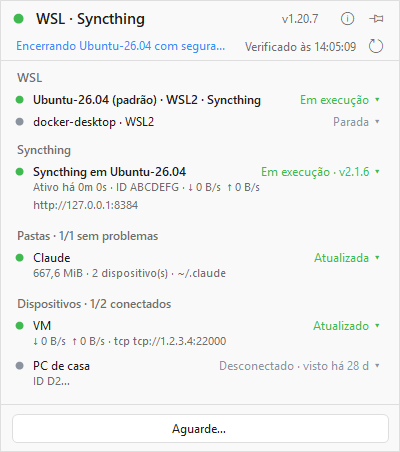 WSL · Syncthing v1.20.7
Encerrando Ubuntu-26.04 com segura... Verificado às 14:05:09
WSL
Ubuntu-26.04 (padrão) · WSL2 · Syncthing Em execução
docker-desktop · WSL2 Parada
Syncthing
Syncthing em Ubuntu-26.04 Em execução · v2.1.6
Ativo há 0m 0s · ID ABCDEFG · ↓ 0 B/s ↑ 0 B/s
http://127.0.0.1:8384
Pastas · 1/1 sem problemas
Claude Atualizada
667,6 MiB · 2 dispositivo(s) · ~/.claude
Dispositivos · 1/2 conectados
VM Atualizado
↓ 0 B/s ↑ 0 B/s · tcp tcp://1.2.3.4:22000
PC de casa Desconectado · visto há 28 d
ID D2...
Aguarde...